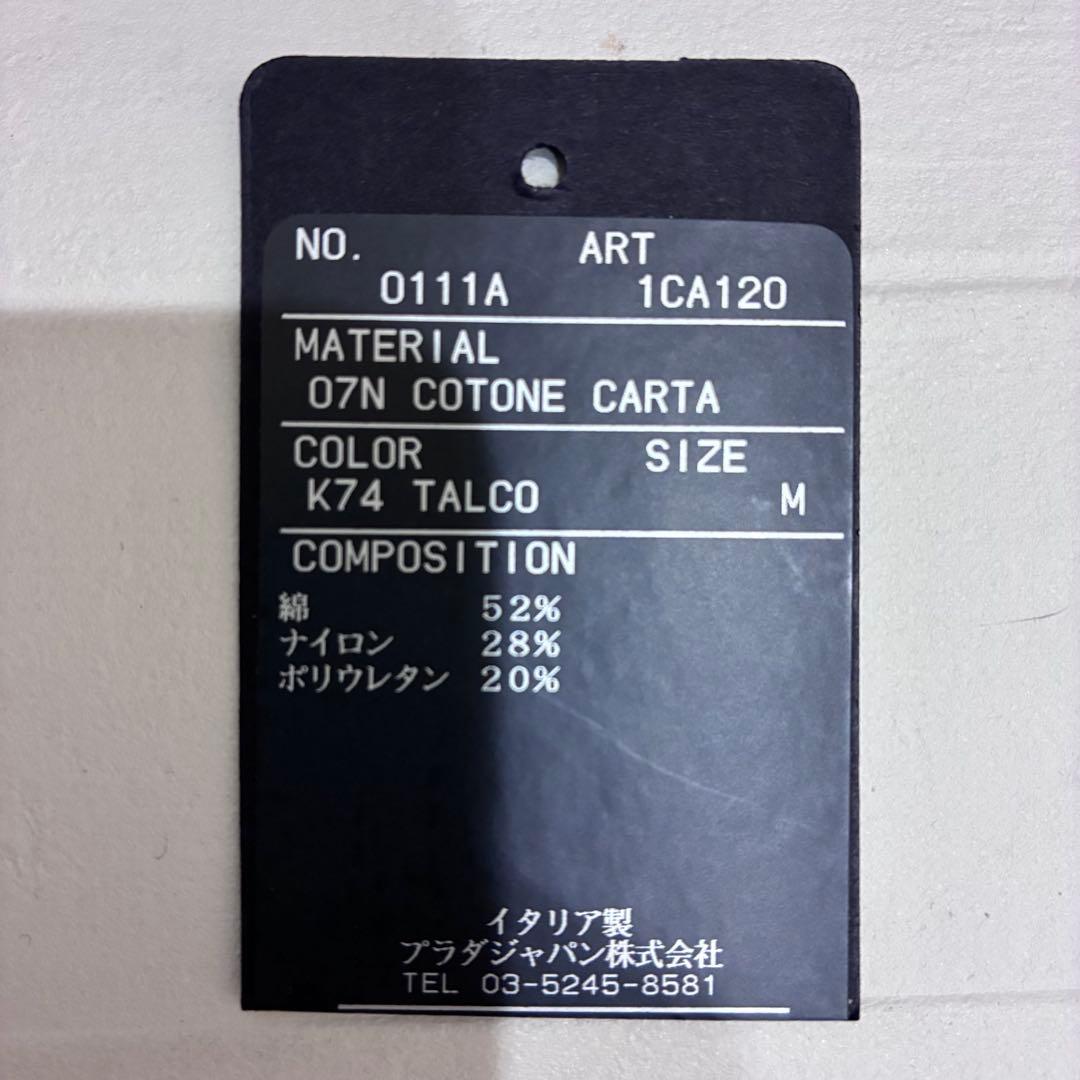 NO. ART
0111A 1CA120
MATERIAL
07N COTONE CARTA
COLOR SIZE
K74 TALCO M
COMPOSITION
綿 52%
ナイロン 28%
ポリウレタン 20%
イタリア製
プラダジャパン株式会社
TEL 03-5245-8581